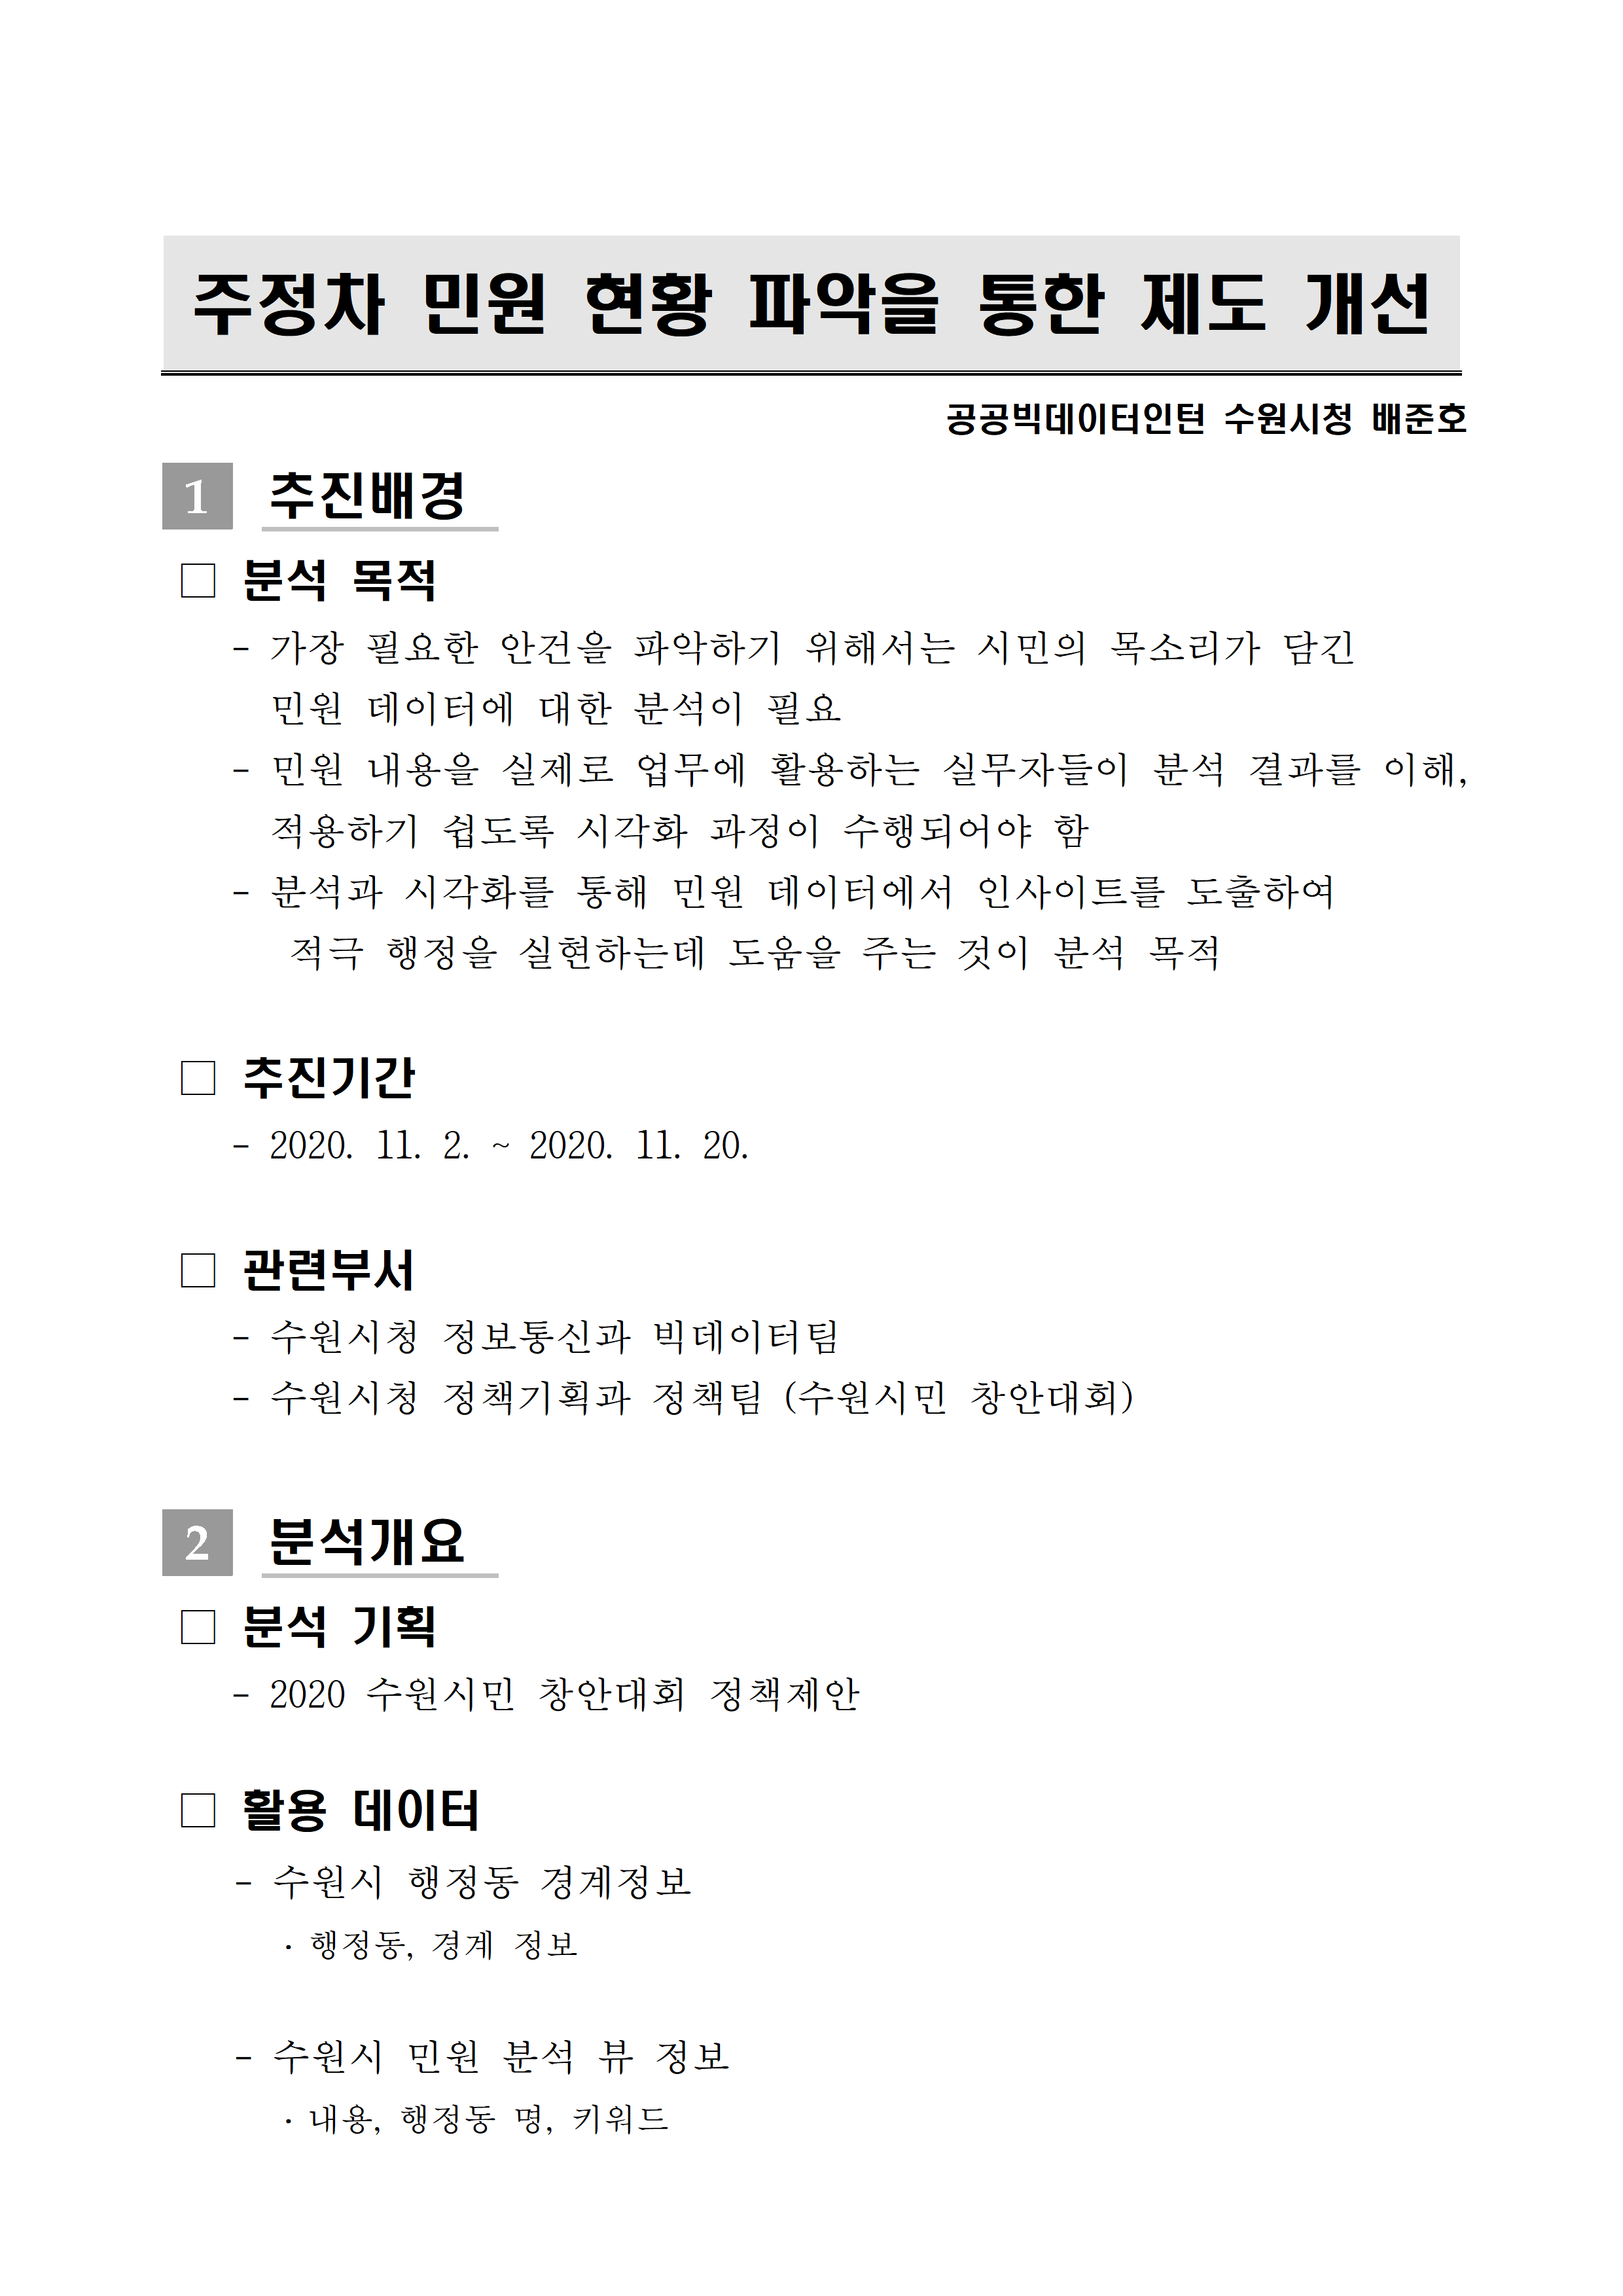 주정차 민원 현황 파악을 통한 제도 개선
공공빅데이터인턴 수원시청 배준호
1 추진배경
□ 분석 목적
- 가장 필요한 안건을 파악하기 위해서는 시민의 목소리가 담긴
민원 데이터에 대한 분석이 필요
- 민원 내용을 실제로 업무에 활용하는 실무자들이 분석 결과를 이해,
적용하기 쉽도록 시각화 과정이 수행되어야 함
- 분석과 시각화를 통해 민원 데이터에서 인사이트를 도출하여
적극 행정을 실현하는데 도움을 주는 것이 분석 목적
□ 추진기간
- 2020. 11. 2. ~ 2020. 11. 20.
□ 관련부서
- 수원시청 정보통신과 빅데이터팀
- 수원시청 정책기획과 정책팀 (수원시민 창안대회)
2 분석개요
□ 분석 기획
- 2020 수원시민 창안대회 정책제안
□ 활용 데이터
- 수원시 행정동 경계정보
· 행정동, 경계 정보
- 수원시 민원 분석 뷰 정보
· 내용, 행정동 명, 키워드